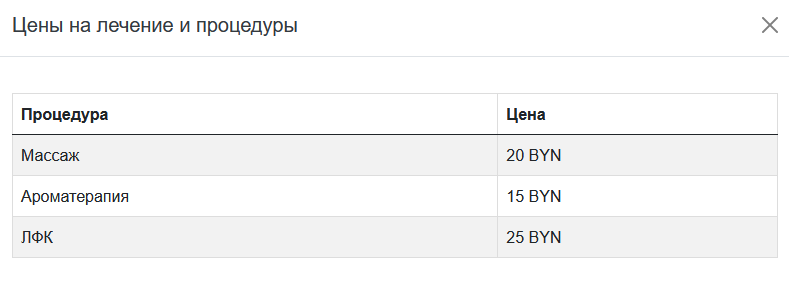 Цены на лечение и процедуры
Процедура Цена
Массаж 20 BYN
Ароматерапия 15 BYN
ЛФК 25 BYN